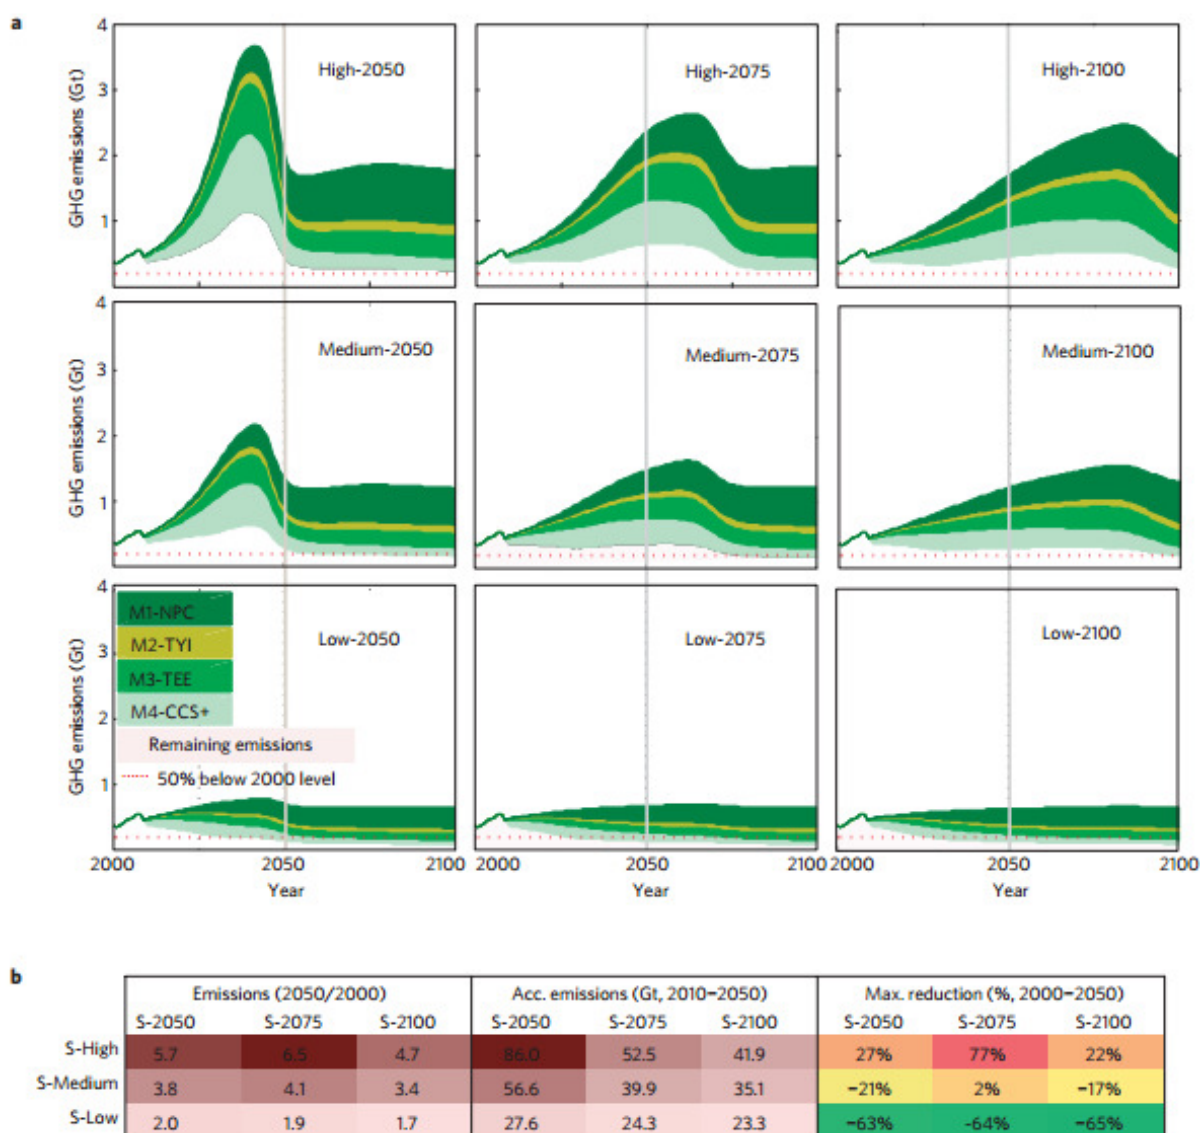 a
4
3
2
1
GHG emissions (Gt)
High-2050
High-2075
High-2100
4
3
2
1
GHG emissions (Gt)
Medium-2050
Medium-2075
Medium-2100
4
3
2
1
GHG emissions (Gt)
Low-2050
Low-2075
Low-2100
M1-NPC
M2-TYI
M3-TEE
M4-CCS+
Remaining emissions
50% below 2000 level
2000 2050 2100 2000 2050 2100 2000 2050 2100
Year Year Year
b
Emissions (2050/2000) Acc. emissions (Gt, 2010–2050) Max. reduction (%, 2000–2050)
S-2050 S-2075 S-2100 S-2050 S-2075 S-2100 S-2050 S-2075 S-2100
S-High 5.7 6.5 4.7 86.0 52.5 41.9 27% 77% 22%
S-Medium 3.8 4.1 3.4 56.6 39.9 35.1 −21% 2% −17%
S-Low 2.0 1.9 1.7 27.6 24.3 23.3 −63% -64% −65%